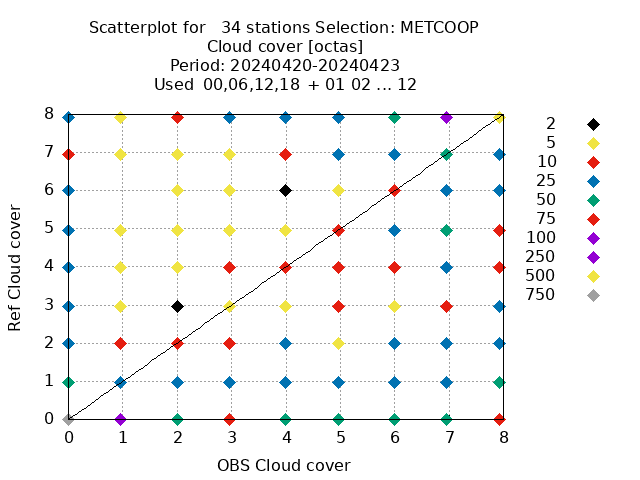 Scatterplot for   34 stations Selection: METCOOP
Cloud cover [octas]
Period: 20240420-20240423
Used  00,06,12,18  + 01 02 ... 12
8
7
6
5
4
3
2
1
0
Ref Cloud cover
0 1 2 3 4 5 6 7 8
OBS Cloud cover
2
5
10
25
50
75
100
250
500
750